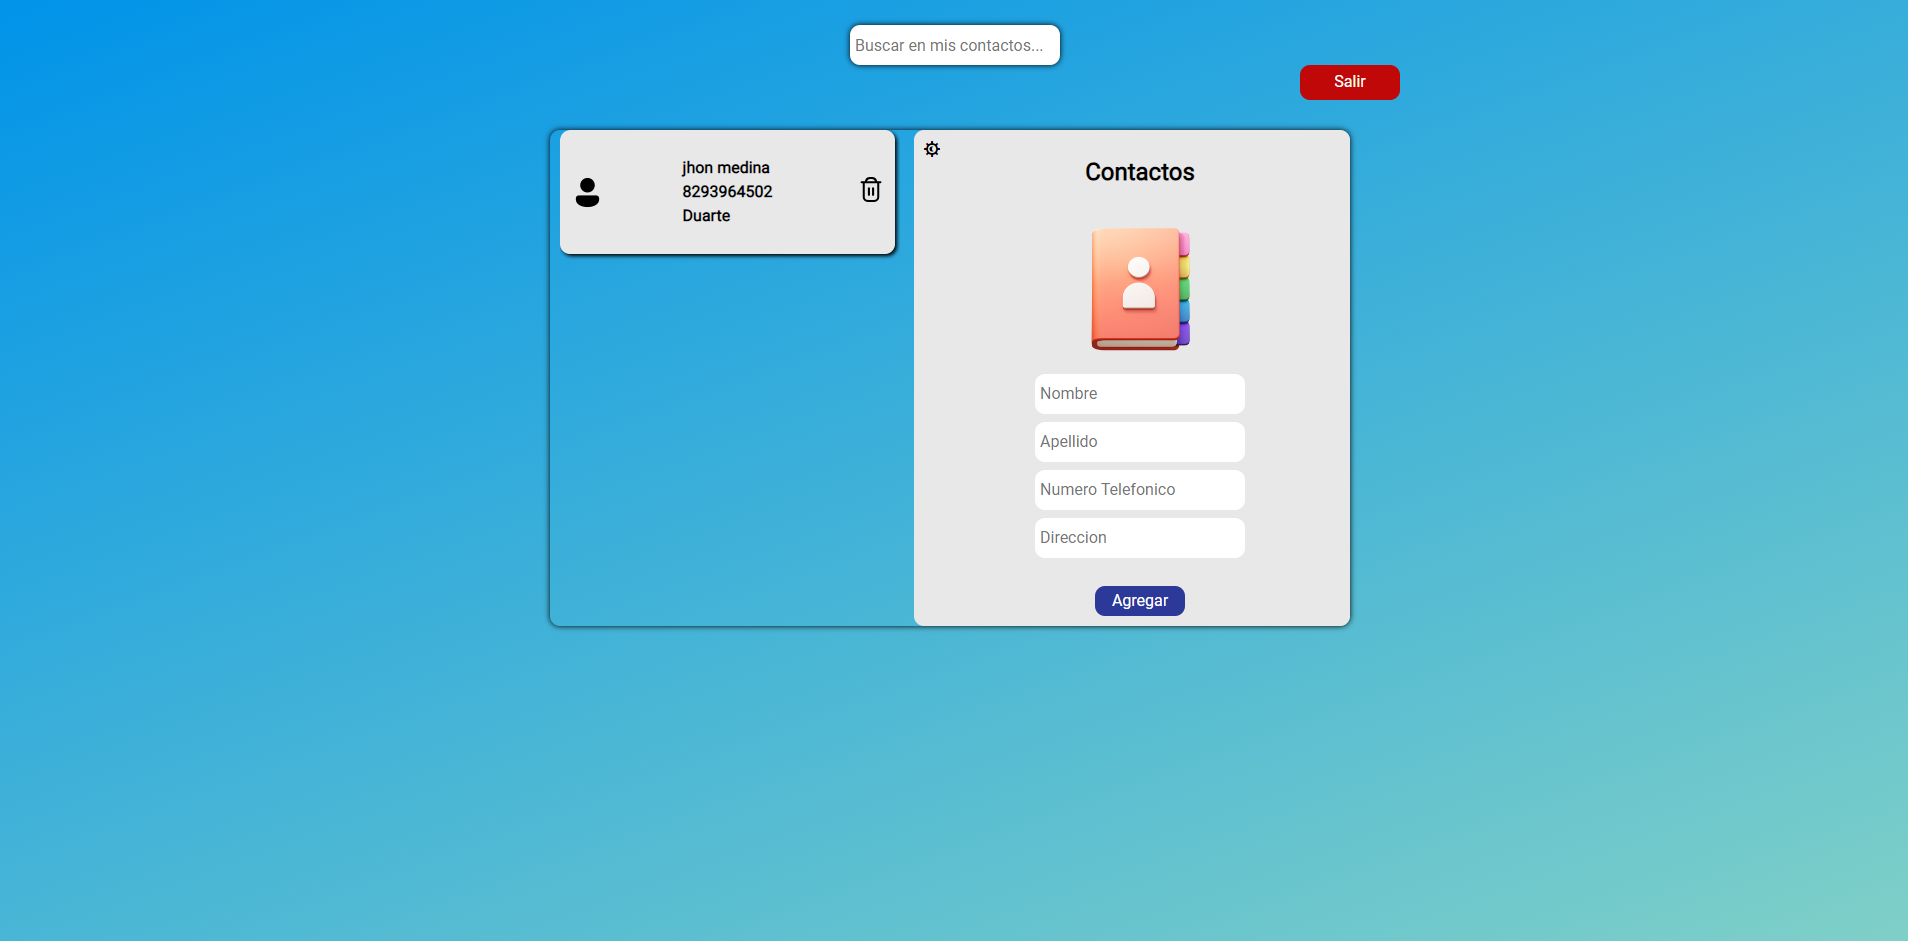 Buscar en mis contactos...
Salir
jhon medina
8293964502
Duarte
Contactos
Nombre
Apellido
Numero Telefonico
Direccion
Agregar